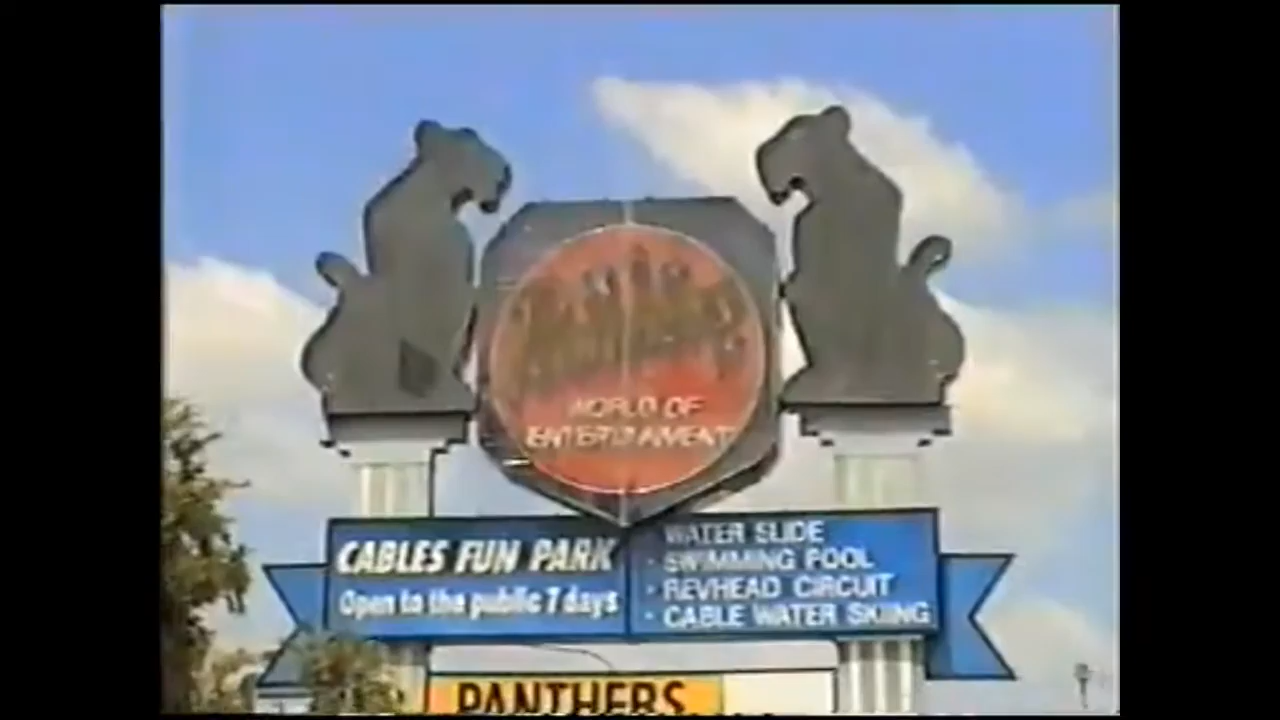 WORLD OF
ENTERTAINMENT
CABLES FUN PARK
Open to the public 7 days
WATER SLIDE
· SWIMMING POOL
· REVHEAD CIRCUIT
· CABLE WATER SKIING
PANTHERS